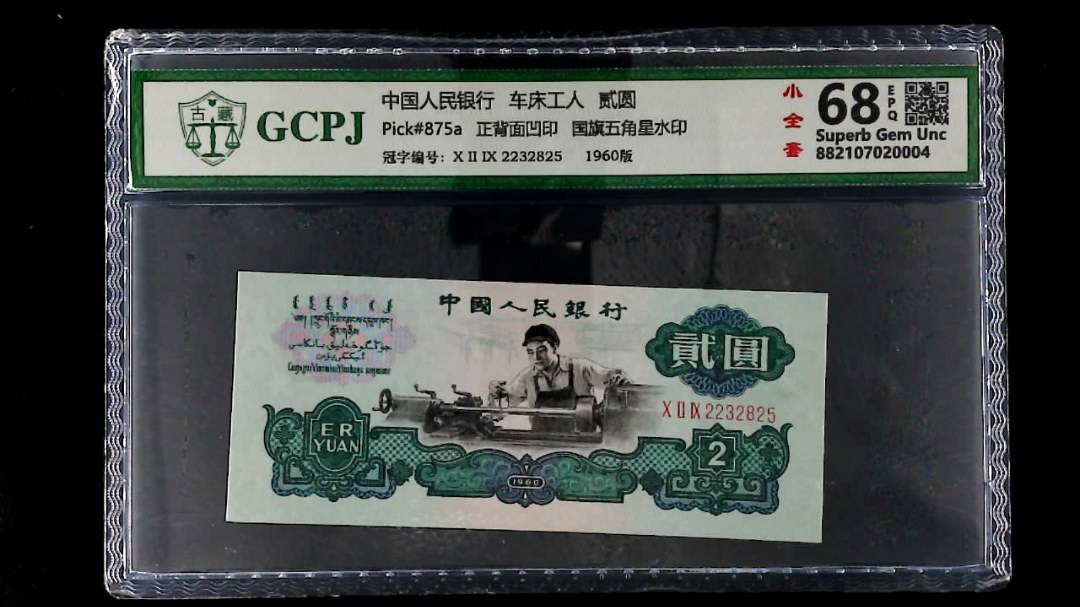 古藏
GCPJ
中国人民银行 车床工人 贰圆
Pick#875a 正背面凹印 国旗五角星水印
冠字编号: X II IX 2232825 1960版
小全套
68
EPQ
Superb Gem Unc
882107020004
中國人民銀行
貳圓
X II IX 2232825
ER
YUAN
1960
2